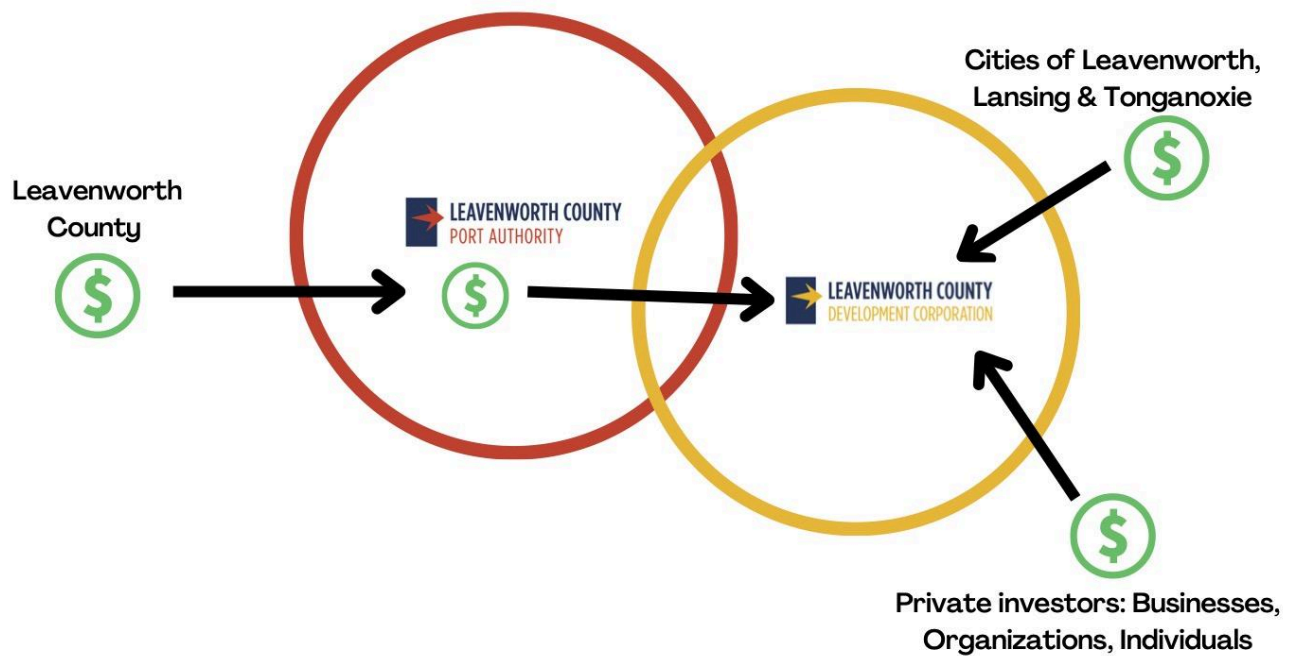 Cities of Leavenworth,
Lansing & Tonganoxie
$
Leavenworth
County
$
LEAVENWORTH COUNTY
PORT AUTHORITY
$
LEAVENWORTH COUNTY
DEVELOPMENT CORPORATION
$
Private investors: Businesses,
Organizations, Individuals